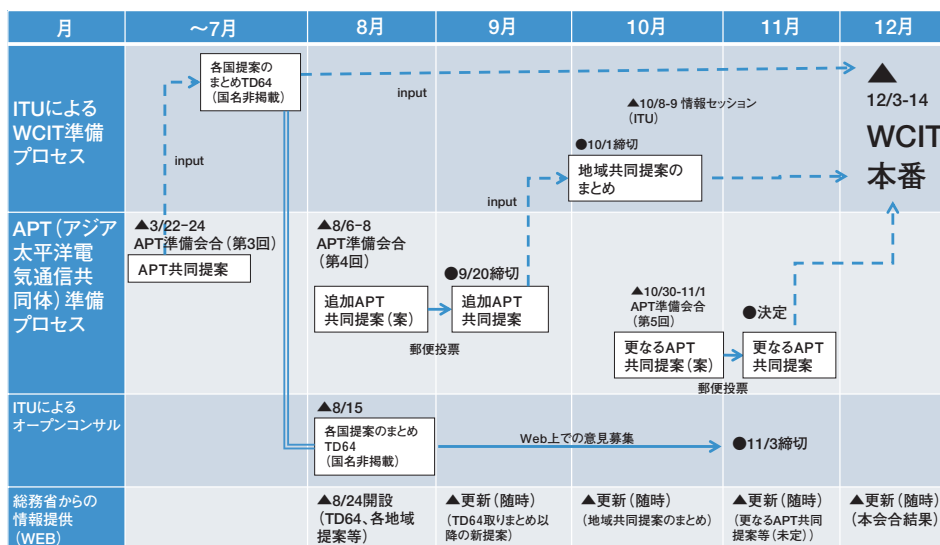 月
～7月
8月
9月
10月
11月
12月
ITUによる
WCIT準備
プロセス
各国提案の
まとめTD64
(国名非掲載)
input
input
▲10/8-9 情報セッション
(ITU)
●10/1締切
地域共同提案の
まとめ
input
▲
12/3-14
WCIT
本番
APT(アジア
太平洋電
気通信共
同体)準備
プロセス
▲3/22-24
APT準備会合(第3回)
APT共同提案
▲8/6-8
APT準備会合
(第4回)
追加APT
共同提案(案)
●9/20締切
追加APT
共同提案
郵便投票
▲10/30-11/1
APT準備会合
(第5回)
更なるAPT
共同提案(案)
●決定
更なるAPT
共同提案
郵便投票
ITUによる
オープンコンサル
▲8/15
各国提案のまとめ
TD64
(国名非掲載)
Web上での意見募集
●11/3締切
総務省からの
情報提供
(WEB)
▲8/24開設
(TD64、各地域
提案等)
▲更新(随時)
(TD64取りまとめ以
降の新提案)
▲更新(随時)
(地域共同提案のまとめ)
▲更新(随時)
(更なるAPT共同
提案等(未定))
▲更新(随時)
(本会合結果)